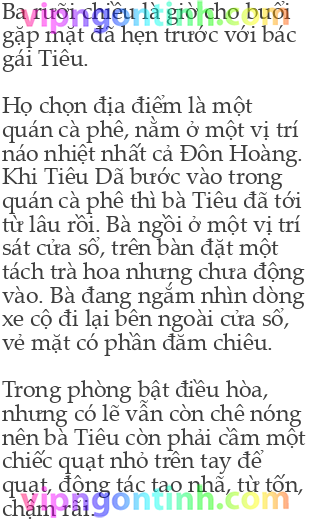 Ba rưỡi chiều là giờ cho buổi
vipngontinh.com
gặp mặt đã hẹn trước với bác
gái Tiêu.
Họ chọn địa điểm là một
quán cà phê, nằm ở một vị trí
náo nhiệt nhất cả Đôn Hoàng.
Khi Tiêu Dã bước vào trong
quán cà phê thì bà Tiêu đã tới
từ lâu rồi. Bà ngồi ở một vị trí
sát cửa sổ, trên bàn đặt một
tách trà hoa nhưng chưa động
vào. Bà đang ngắm nhìn dòng
xe cộ đi lại bên ngoài cửa sổ,
vẻ mặt có phần đăm chiêu.
Trong phòng bật điều hòa,
nhưng có lẽ vẫn còn chê nóng
nên bà Tiêu còn phải cầm một
chiếc quạt nhỏ trên tay để
quạt, động tác tao nhã, từ tốn,
vipngontinh.com
chậm rãi.